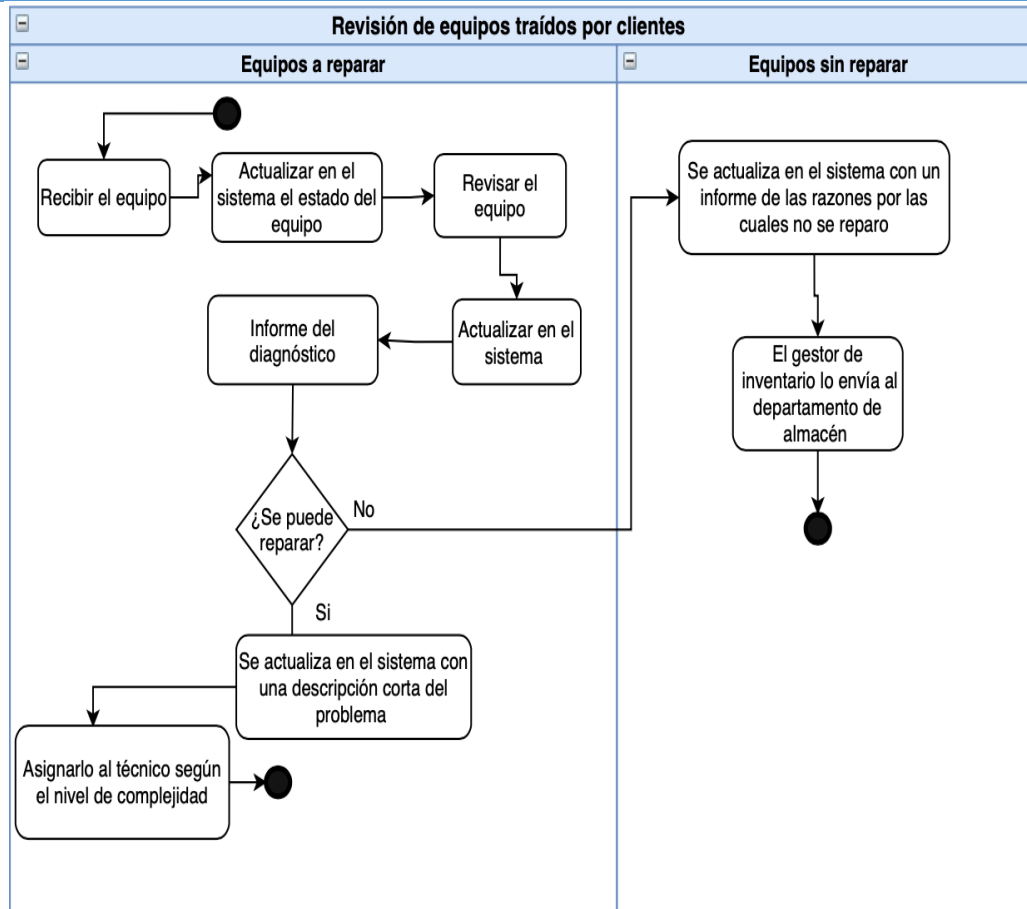 Revisión de equipos traídos por clientes
Equipos a reparar
Equipos sin reparar
Recibir el equipo
Actualizar en el
sistema el estado del
equipo
Revisar el
equipo
Actualizar en el
sistema
Informe del
diagnóstico
¿Se puede
reparar?
No
Si
Se actualiza en el sistema con
una descripción corta del
problema
Asignarlo al técnico según
el nivel de complejidad
Se actualiza en el sistema con un
informe de las razones por las
cuales no se reparo
El gestor de
inventario lo envía al
departamento de
almacén